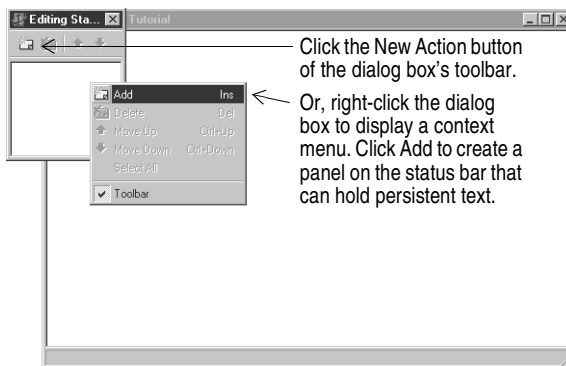 Editing Sta...
Tutorial
Click the New Action button
of the dialog box's toolbar.
Add Ins
Delete Del
Move Up Ctrl+Up
Move Down Ctrl+Down
Select All
Toolbar
Or, right-click the dialog
box to display a context
menu. Click Add to create a
panel on the status bar that
can hold persistent text.